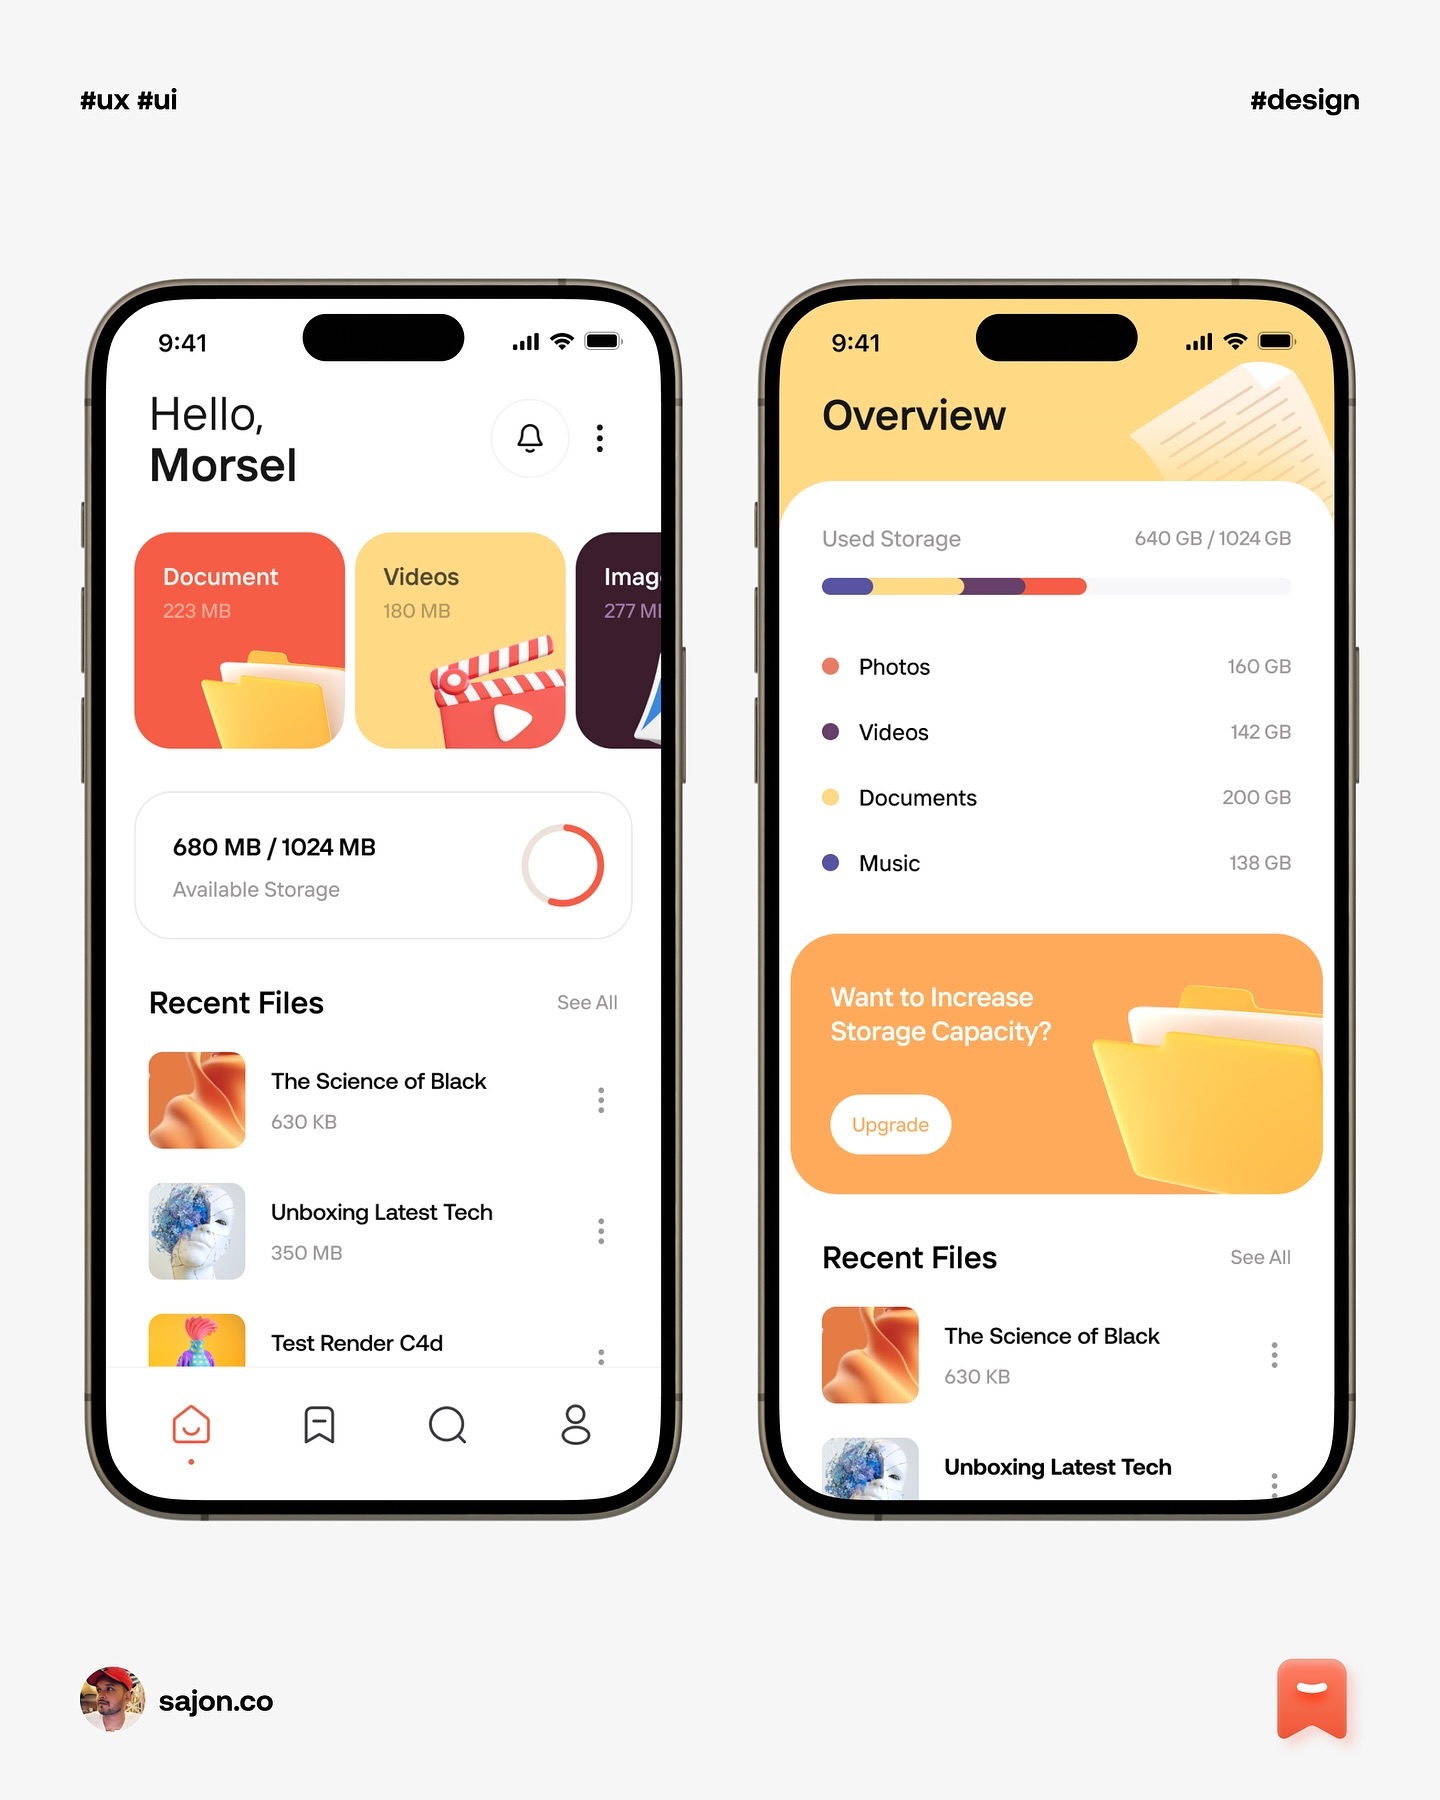 #ux #ui
#design
9:41
Hello,
Morsel
Document
223 MB
Videos
180 MB
Imag
277 M
680 MB / 1024 MB
Available Storage
Recent Files
See All
The Science of Black
630 KB
Unboxing Latest Tech
350 MB
Test Render C4d
9:41
Overview
Used Storage
640 GB / 1024 GB
Photos
160 GB
Videos
142 GB
Documents
200 GB
Music
138 GB
Want to Increase
Storage Capacity?
Upgrade
Recent Files
See All
The Science of Black
630 KB
Unboxing Latest Tech
sajon.co